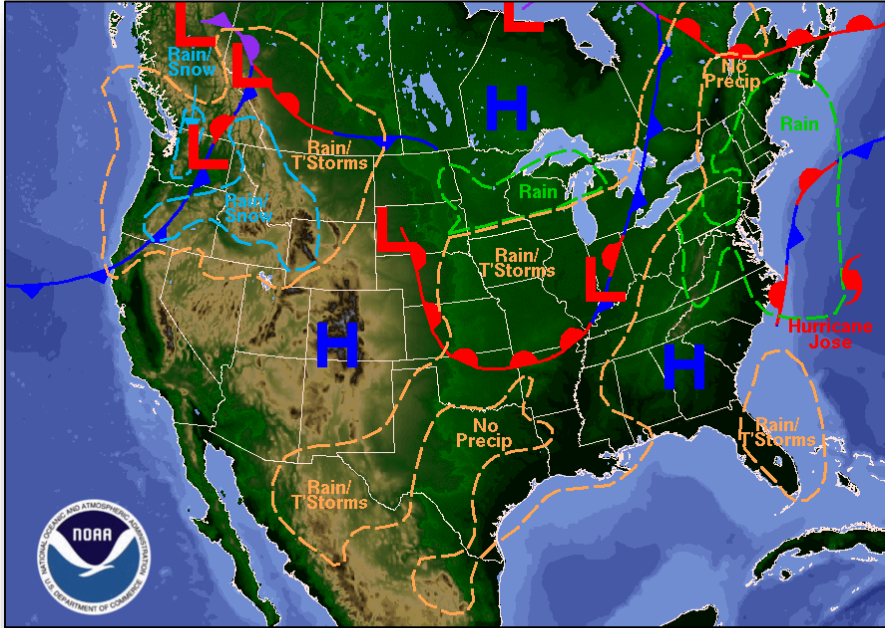 L
L
L
Rain/
Snow
L
No
Precip
H
Rain
Rain/
T'Storms
L
Rain
Rain/
Snow
L
Rain/
T'Storms
L
H
H
Hurricane
Jose
No
Precip
Rain/
T'Storms
Rain/
T'Storms
NATIONAL OCEANIC AND ATMOSPHERIC ADMINISTRATION
NOAA
U.S. DEPARTMENT OF COMMERCE